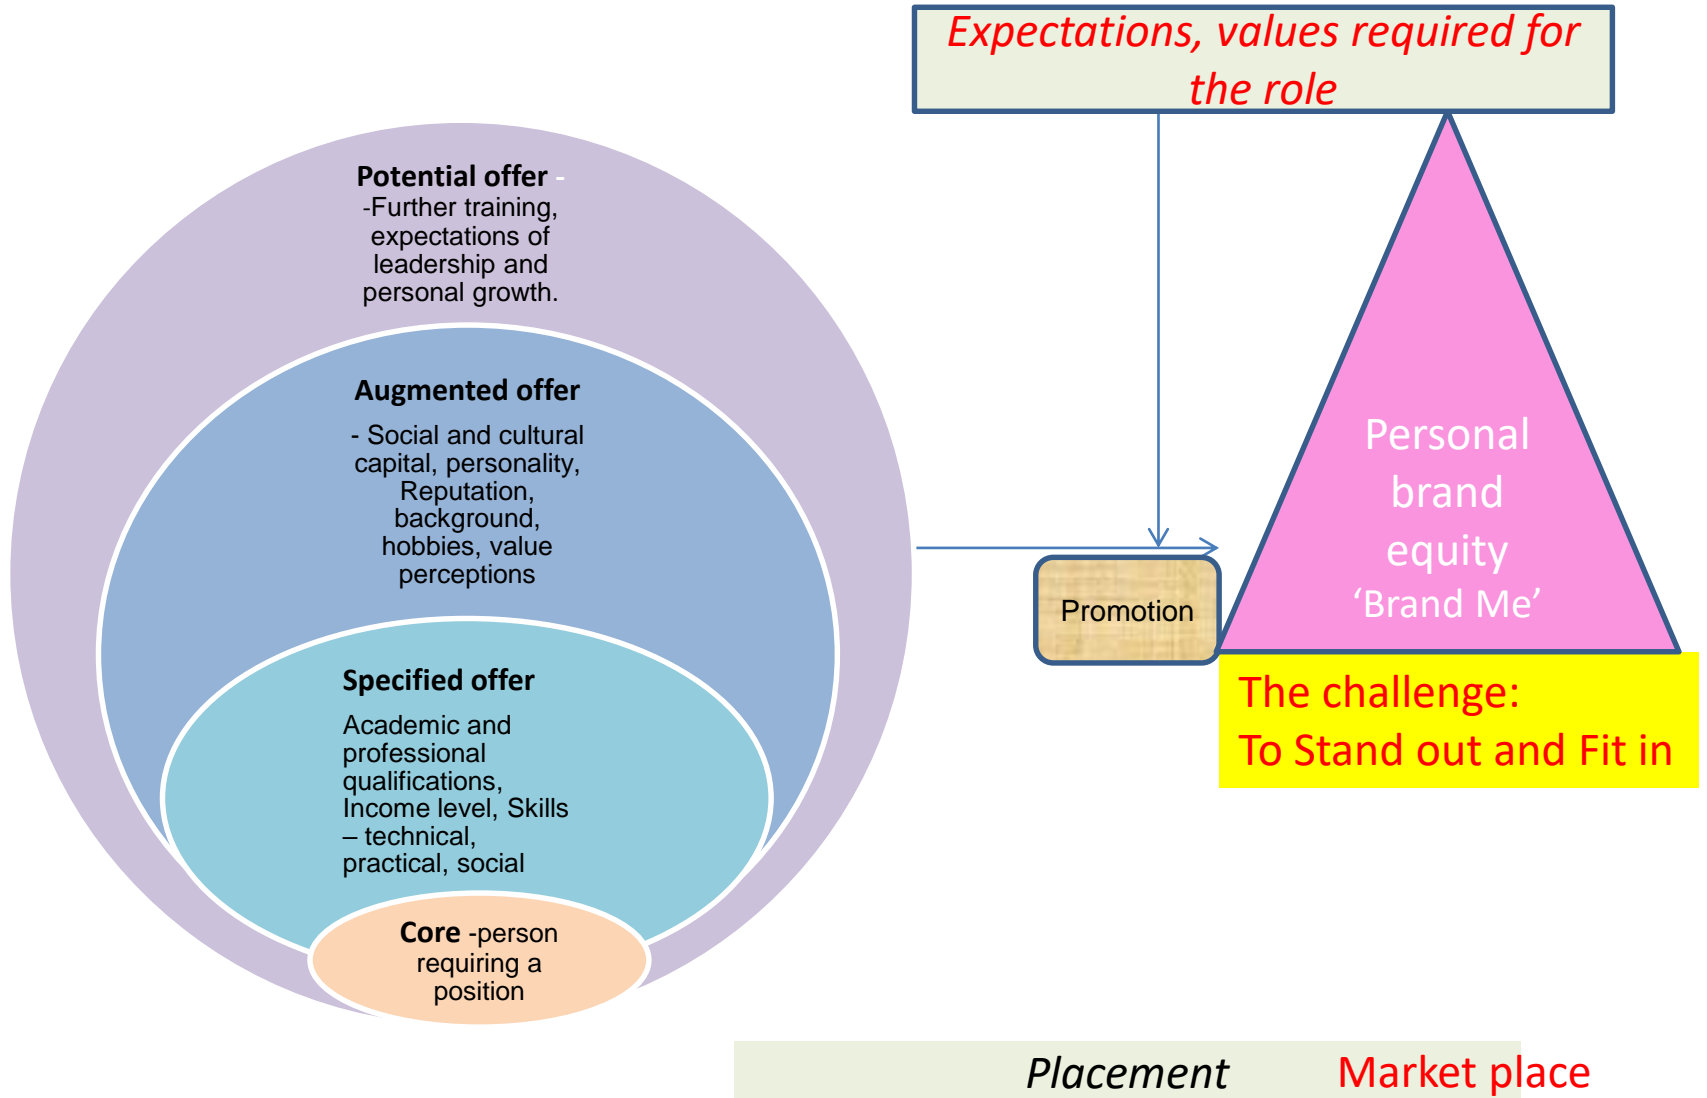 Expectations, values required for
the role
Potential offer -
-Further training,
expectations of
leadership and
personal growth.
Augmented offer
- Social and cultural
capital, personality,
Reputation,
background,
hobbies, value
perceptions
Specified offer
Academic and
professional
qualifications,
Income level, Skills
– technical,
practical, social
Core -person
requiring a
position
Promotion
Personal
brand
equity
‘Brand Me’
The challenge:
To Stand out and Fit in
Placement Market place